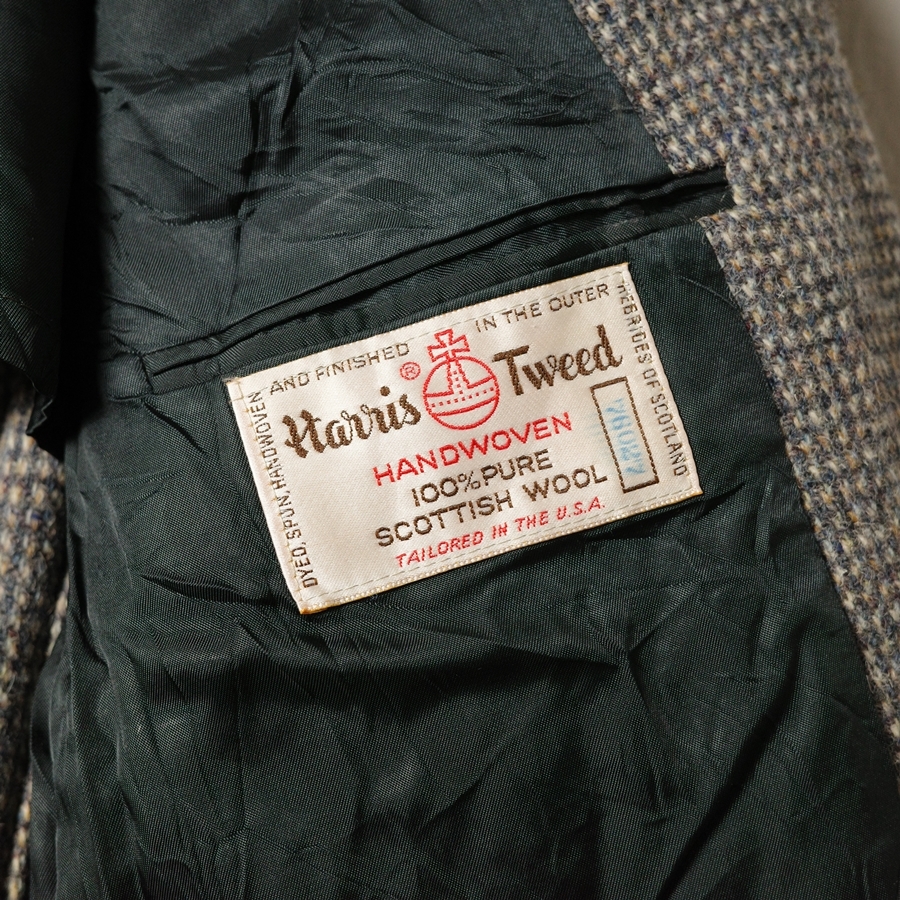 DYED, SPUN, HANDWOVEN
AND FINISHED IN THE OUTER
HEBRIDES OF SCOTLAND
Harris ® Tweed
HANDWOVEN
100% PURE
SCOTTISH WOOL
TAILORED IN THE U.S.A.